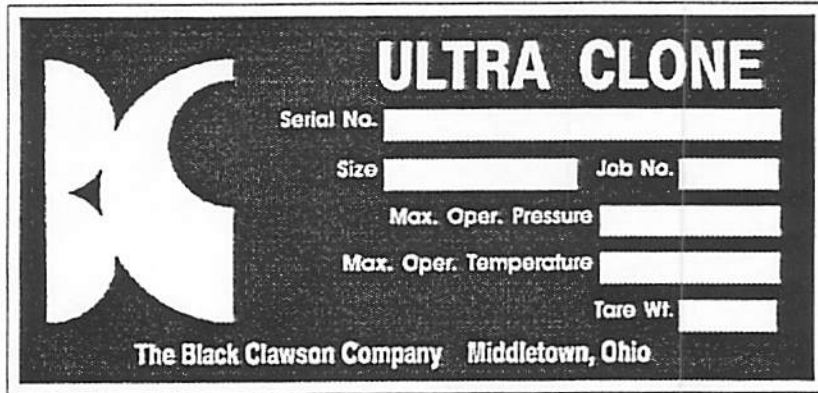 ULTRA CLONE
Serial No.
Size Job No.
Max. Oper. Pressure
Max. Oper. Temperature
Tare Wt.
The Black Clawson Company Middletown, Ohio